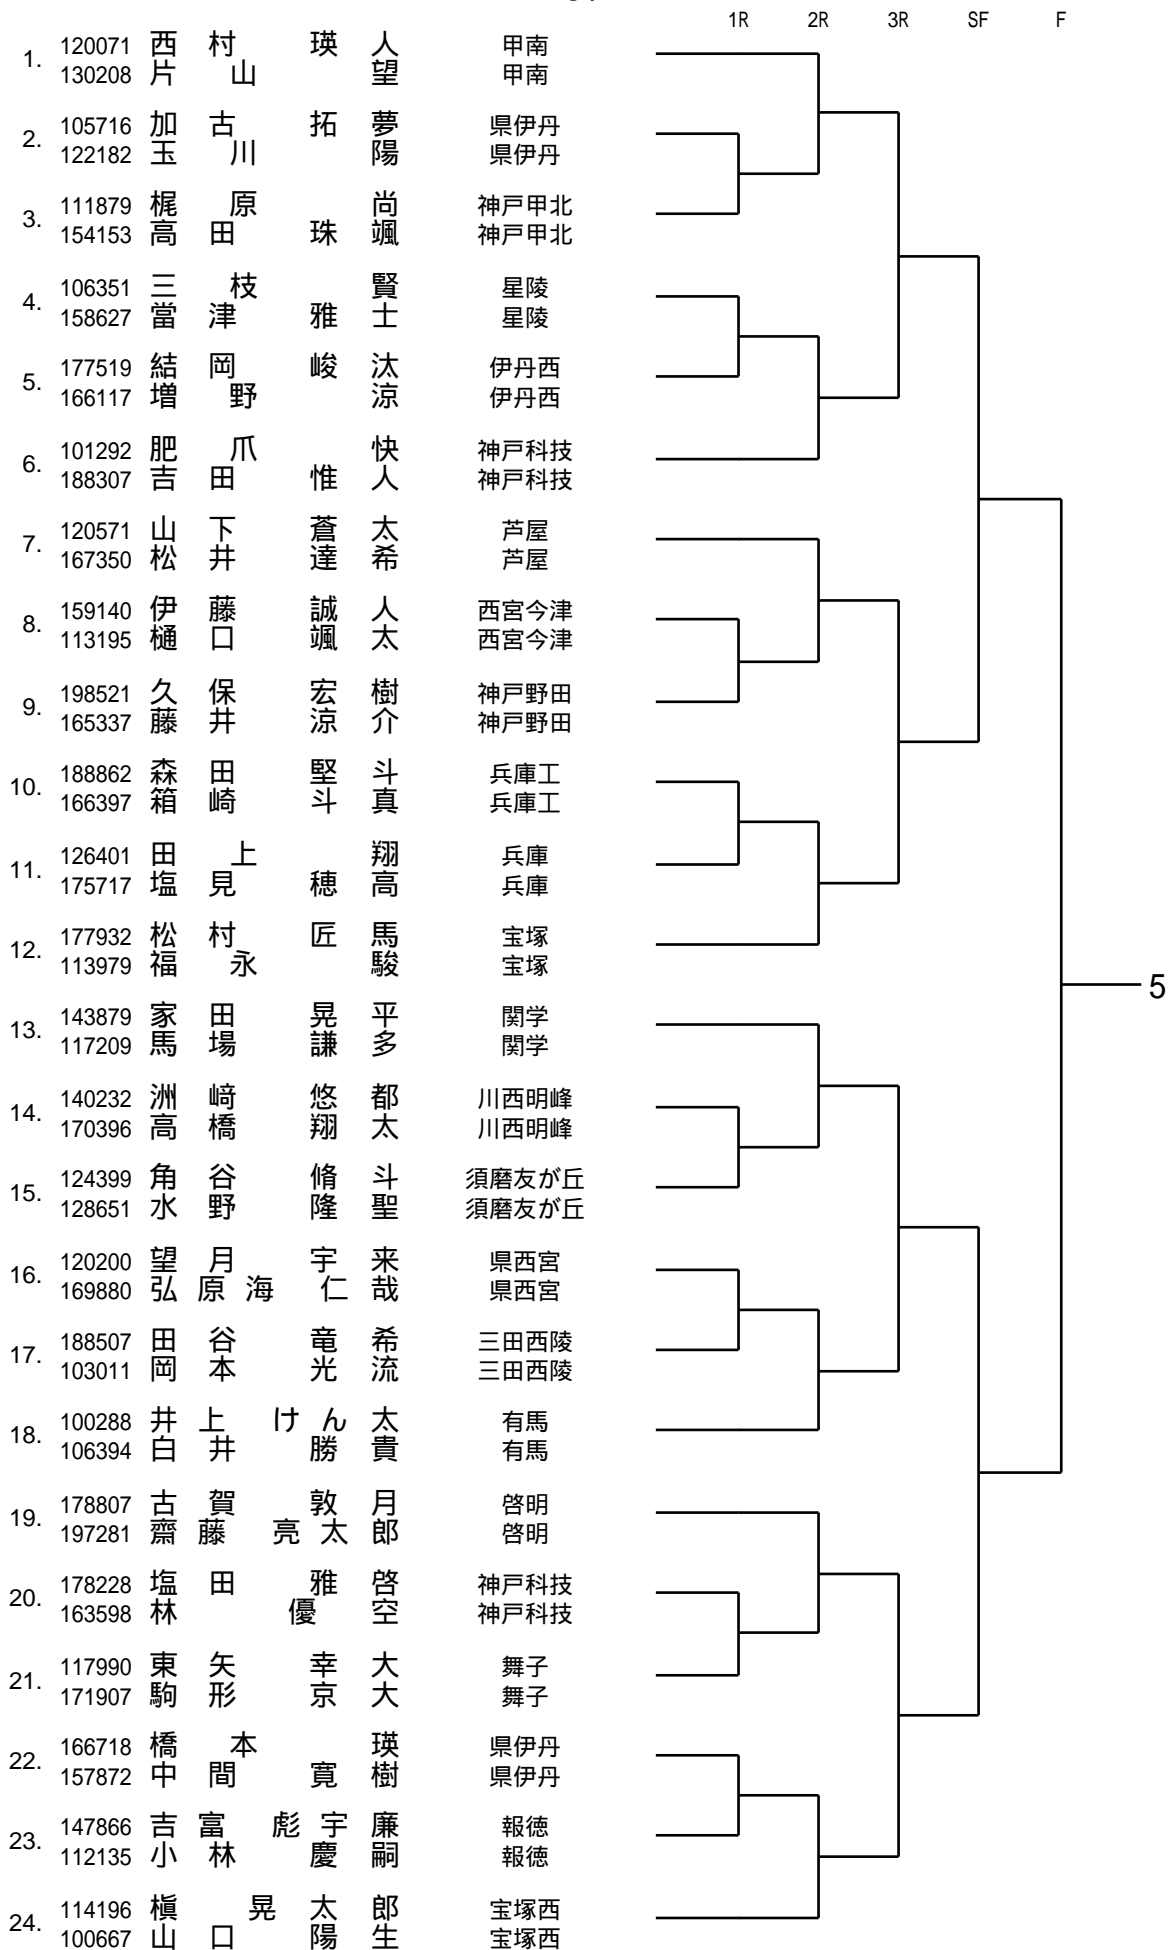 1R 2R 3R SF F
1. 120071 西村 瑛人 甲南
130208 片山 望 甲南
2. 105716 加古 拓夢 県伊丹
122182 玉川 陽 県伊丹
3. 111879 梶原 尚 神戸甲北
154153 高田 珠颯 神戸甲北
4. 106351 三枝 賢 星陵
158627 當津 雅士 星陵
5. 177519 結岡 峻汰 伊丹西
166117 増野 涼 伊丹西
6. 101292 肥爪 快 神戸科技
188307 吉田 惟人 神戸科技
7. 120571 山下 蒼太 芦屋
167350 松井 達希 芦屋
8. 159140 伊藤 誠人 西宮今津
113195 樋口 颯太 西宮今津
9. 198521 久保 宏樹 神戸野田
165337 藤井 涼介 神戸野田
10. 188862 森田 堅斗 兵庫工
166397 箱崎 斗真 兵庫工
11. 126401 田上 翔 兵庫
175717 塩見 穂高 兵庫
12. 177932 松村 匠馬 宝塚
113979 福永 駿 宝塚
5
13. 143879 家田 晃平 関学
117209 馬場 謙多 関学
14. 140232 洲﨑 悠都 川西明峰
170396 高橋 翔太 川西明峰
15. 124399 角谷 脩斗 須磨友が丘
128651 水野 隆聖 須磨友が丘
16. 120200 望月 宇来 県西宮
169880 弘原海 仁哉 県西宮
17. 188507 田谷 竜希 三田西陵
103011 岡本 光流 三田西陵
18. 100288 井上 けん太 有馬
106394 白井 勝貴 有馬
19. 178807 古賀 敦月 啓明
197281 齋藤 亮太郎 啓明
20. 178228 塩田 雅啓 神戸科技
163598 林 優空 神戸科技
21. 117990 東矢 幸大 舞子
171907 駒形 京大 舞子
22. 166718 橋本 瑛 県伊丹
157872 中間 寛樹 県伊丹
23. 147866 吉富 彪宇廉 報徳
112135 小林 慶嗣 報徳
24. 114196 槇 晃太郎 宝塚西
100667 山口 陽生 宝塚西